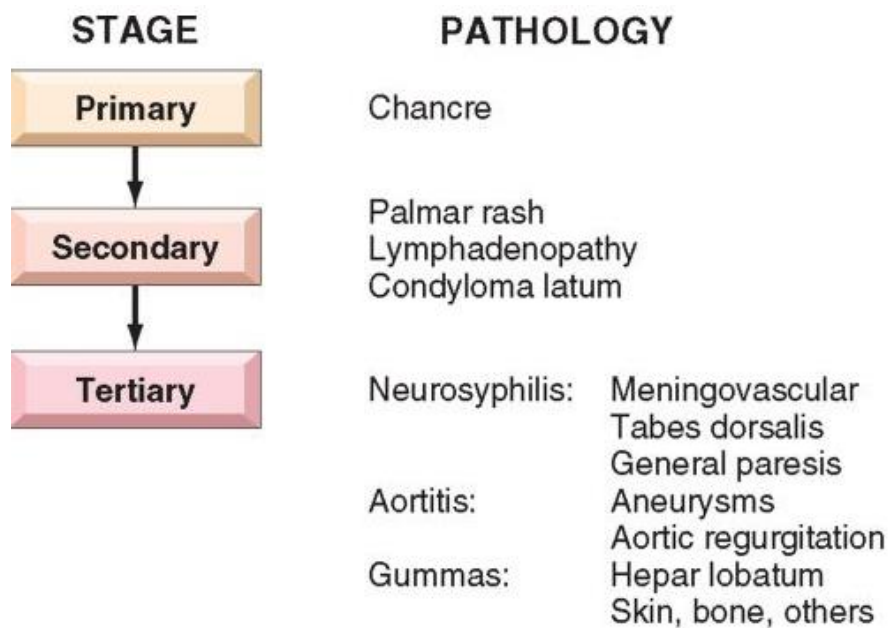 STAGE PATHOLOGY
Primary Chancre
Palmar rash
Secondary Lymphadenopathy
Condyloma latum
Tertiary Neurosyphilis: Meningovascular
Tabes dorsalis
General paresis
Aortitis: Aneurysms
Aortic regurgitation
Gummas: Hepar lobatum
Skin, bone, others